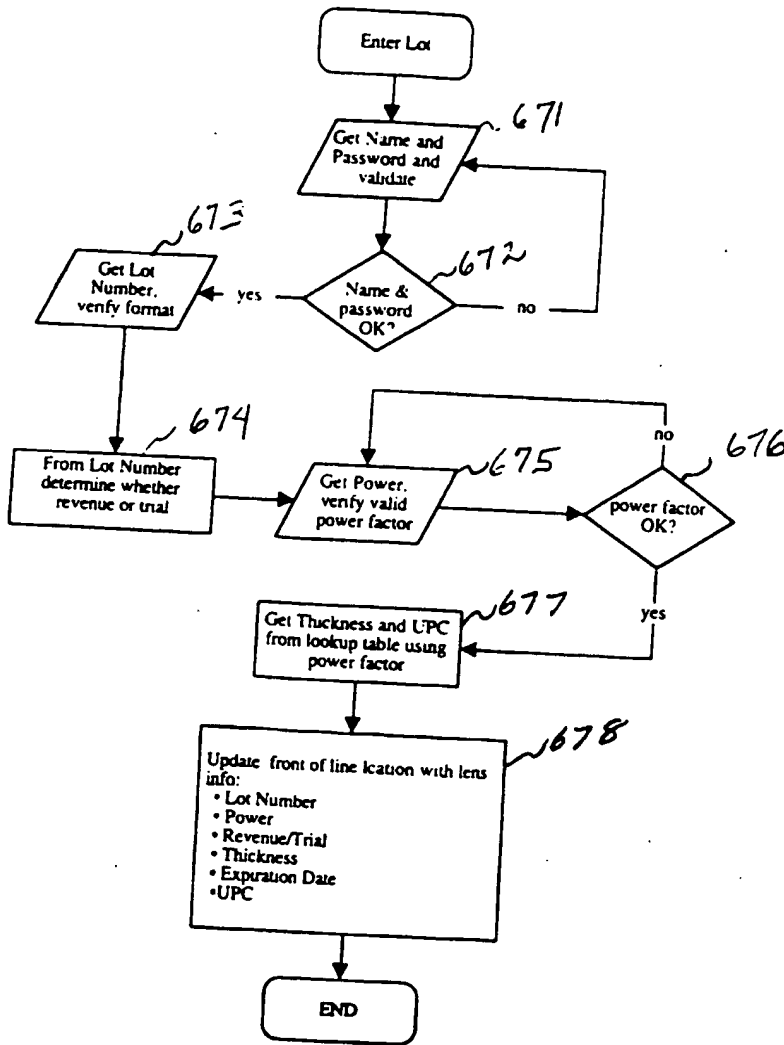 Enter Lot
671
Get Name and
Password and
validate
673
672
Get Lot
Number,
verify format
yes
Name &
password
OK?
no
674
no
676
From Lot Number
determine whether
revenue or trial
675
Get Power,
verify valid
power factor
power factor
OK?
677
yes
Get Thickness and UPC
from lookup table using
power factor
678
Update front of line lcation with lens
info:
• Lot Number
• Power
• Revenue/Trial
• Thickness
• Expiration Date
•UPC
END